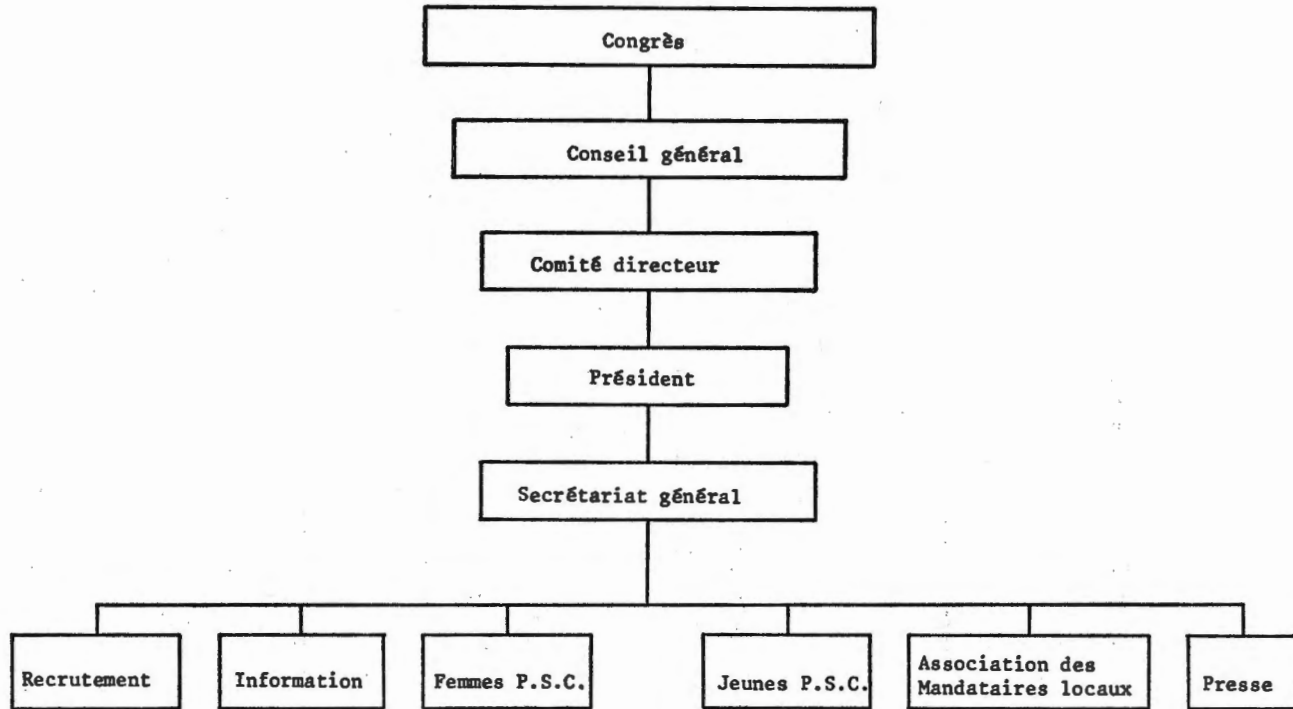 Congrès
Conseil général
Comité directeur
Président
Secrétariat général
Recrutement
Information
Femmes P.S.C.
Jeunes P.S.C.
Association des
Mandataires locaux
Presse